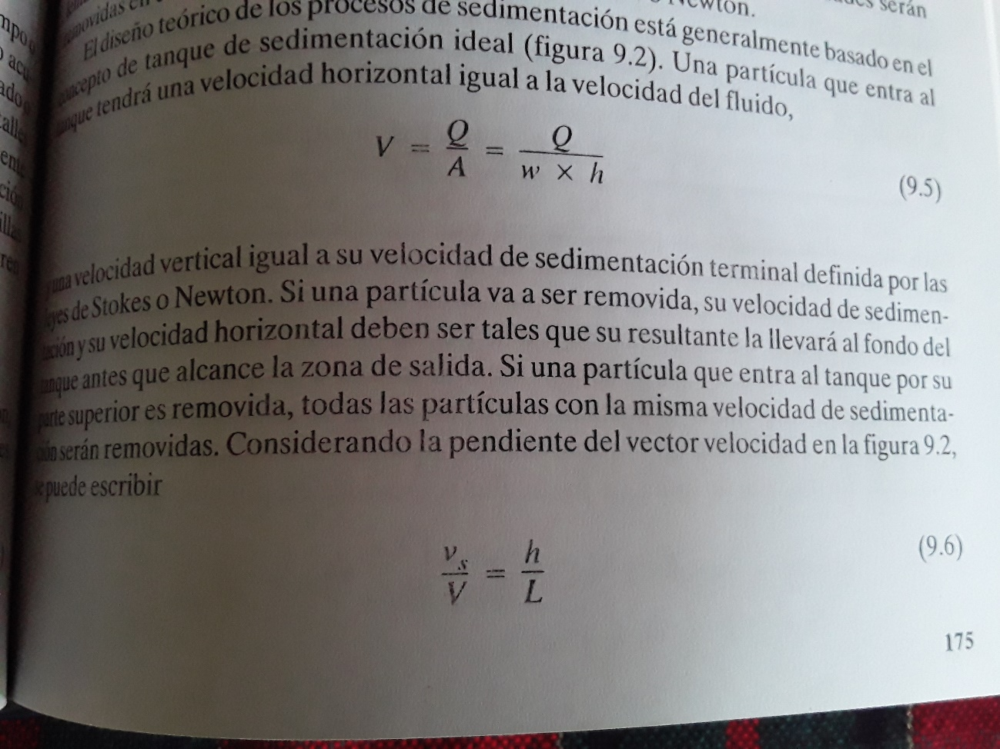 removidas en Newton. serán
El diseño teórico de los procesos de sedimentación está generalmente basado en el
concepto de tanque de sedimentación ideal (figura 9.2). Una partícula que entra al
tanque tendrá una velocidad horizontal igual a la velocidad del fluido,
V = Q/A = Q/(w × h)
(9.5)
y una velocidad vertical igual a su velocidad de sedimentación terminal definida por las
leyes de Stokes o Newton. Si una partícula va a ser removida, su velocidad de sedimen-
tación y su velocidad horizontal deben ser tales que su resultante la llevará al fondo del
tanque antes que alcance la zona de salida. Si una partícula que entra al tanque por su
parte superior es removida, todas las partículas con la misma velocidad de sedimenta-
ción serán removidas. Considerando la pendiente del vector velocidad en la figura 9.2,
se puede escribir
v_s/V = h/L
(9.6)
175